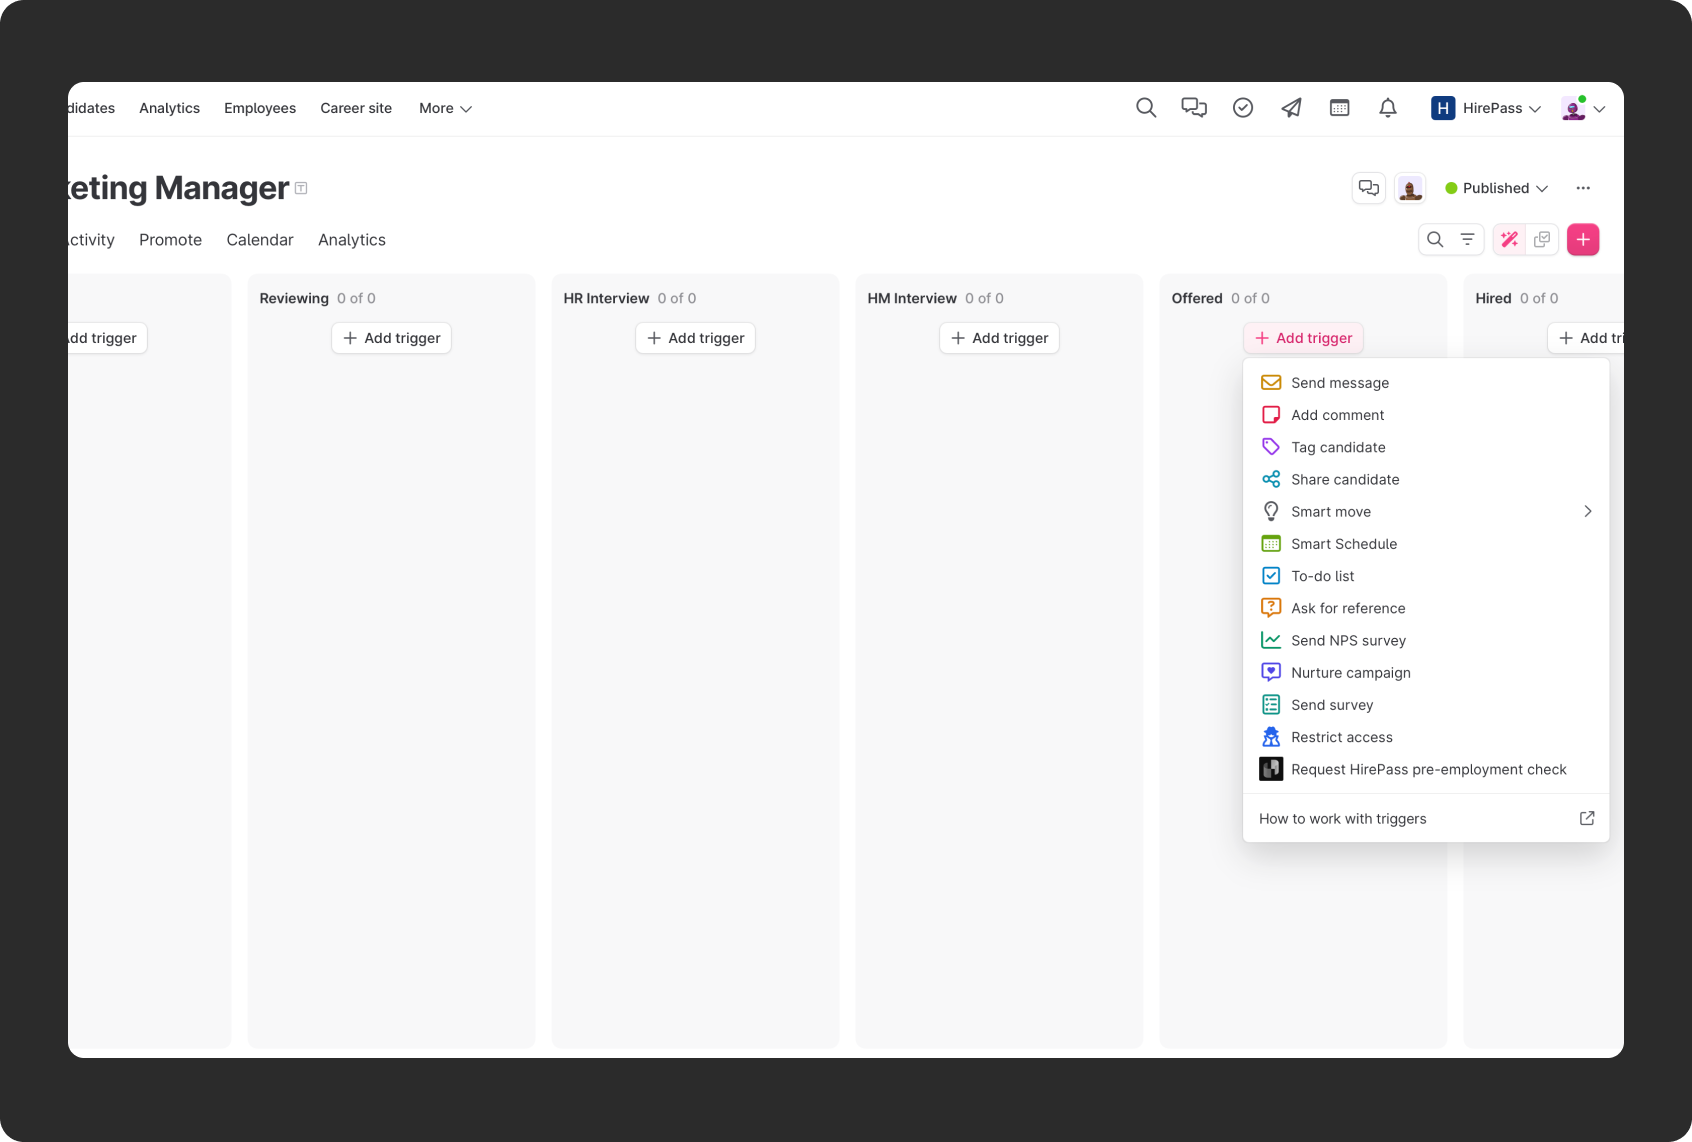 didates Analytics Employees Career site More H HirePass
keting Manager T Published
ctivity Promote Calendar Analytics
Reviewing 0 of 0 HR Interview 0 of 0 HM Interview 0 of 0 Offered 0 of 0 Hired 0 of 0
dd trigger Add trigger Add trigger Add trigger Add trigger Add tri
Send message
Add comment
Tag candidate
Share candidate
Smart move
Smart Schedule
To-do list
Ask for reference
Send NPS survey
Nurture campaign
Send survey
Restrict access
Request HirePass pre-employment check
How to work with triggers